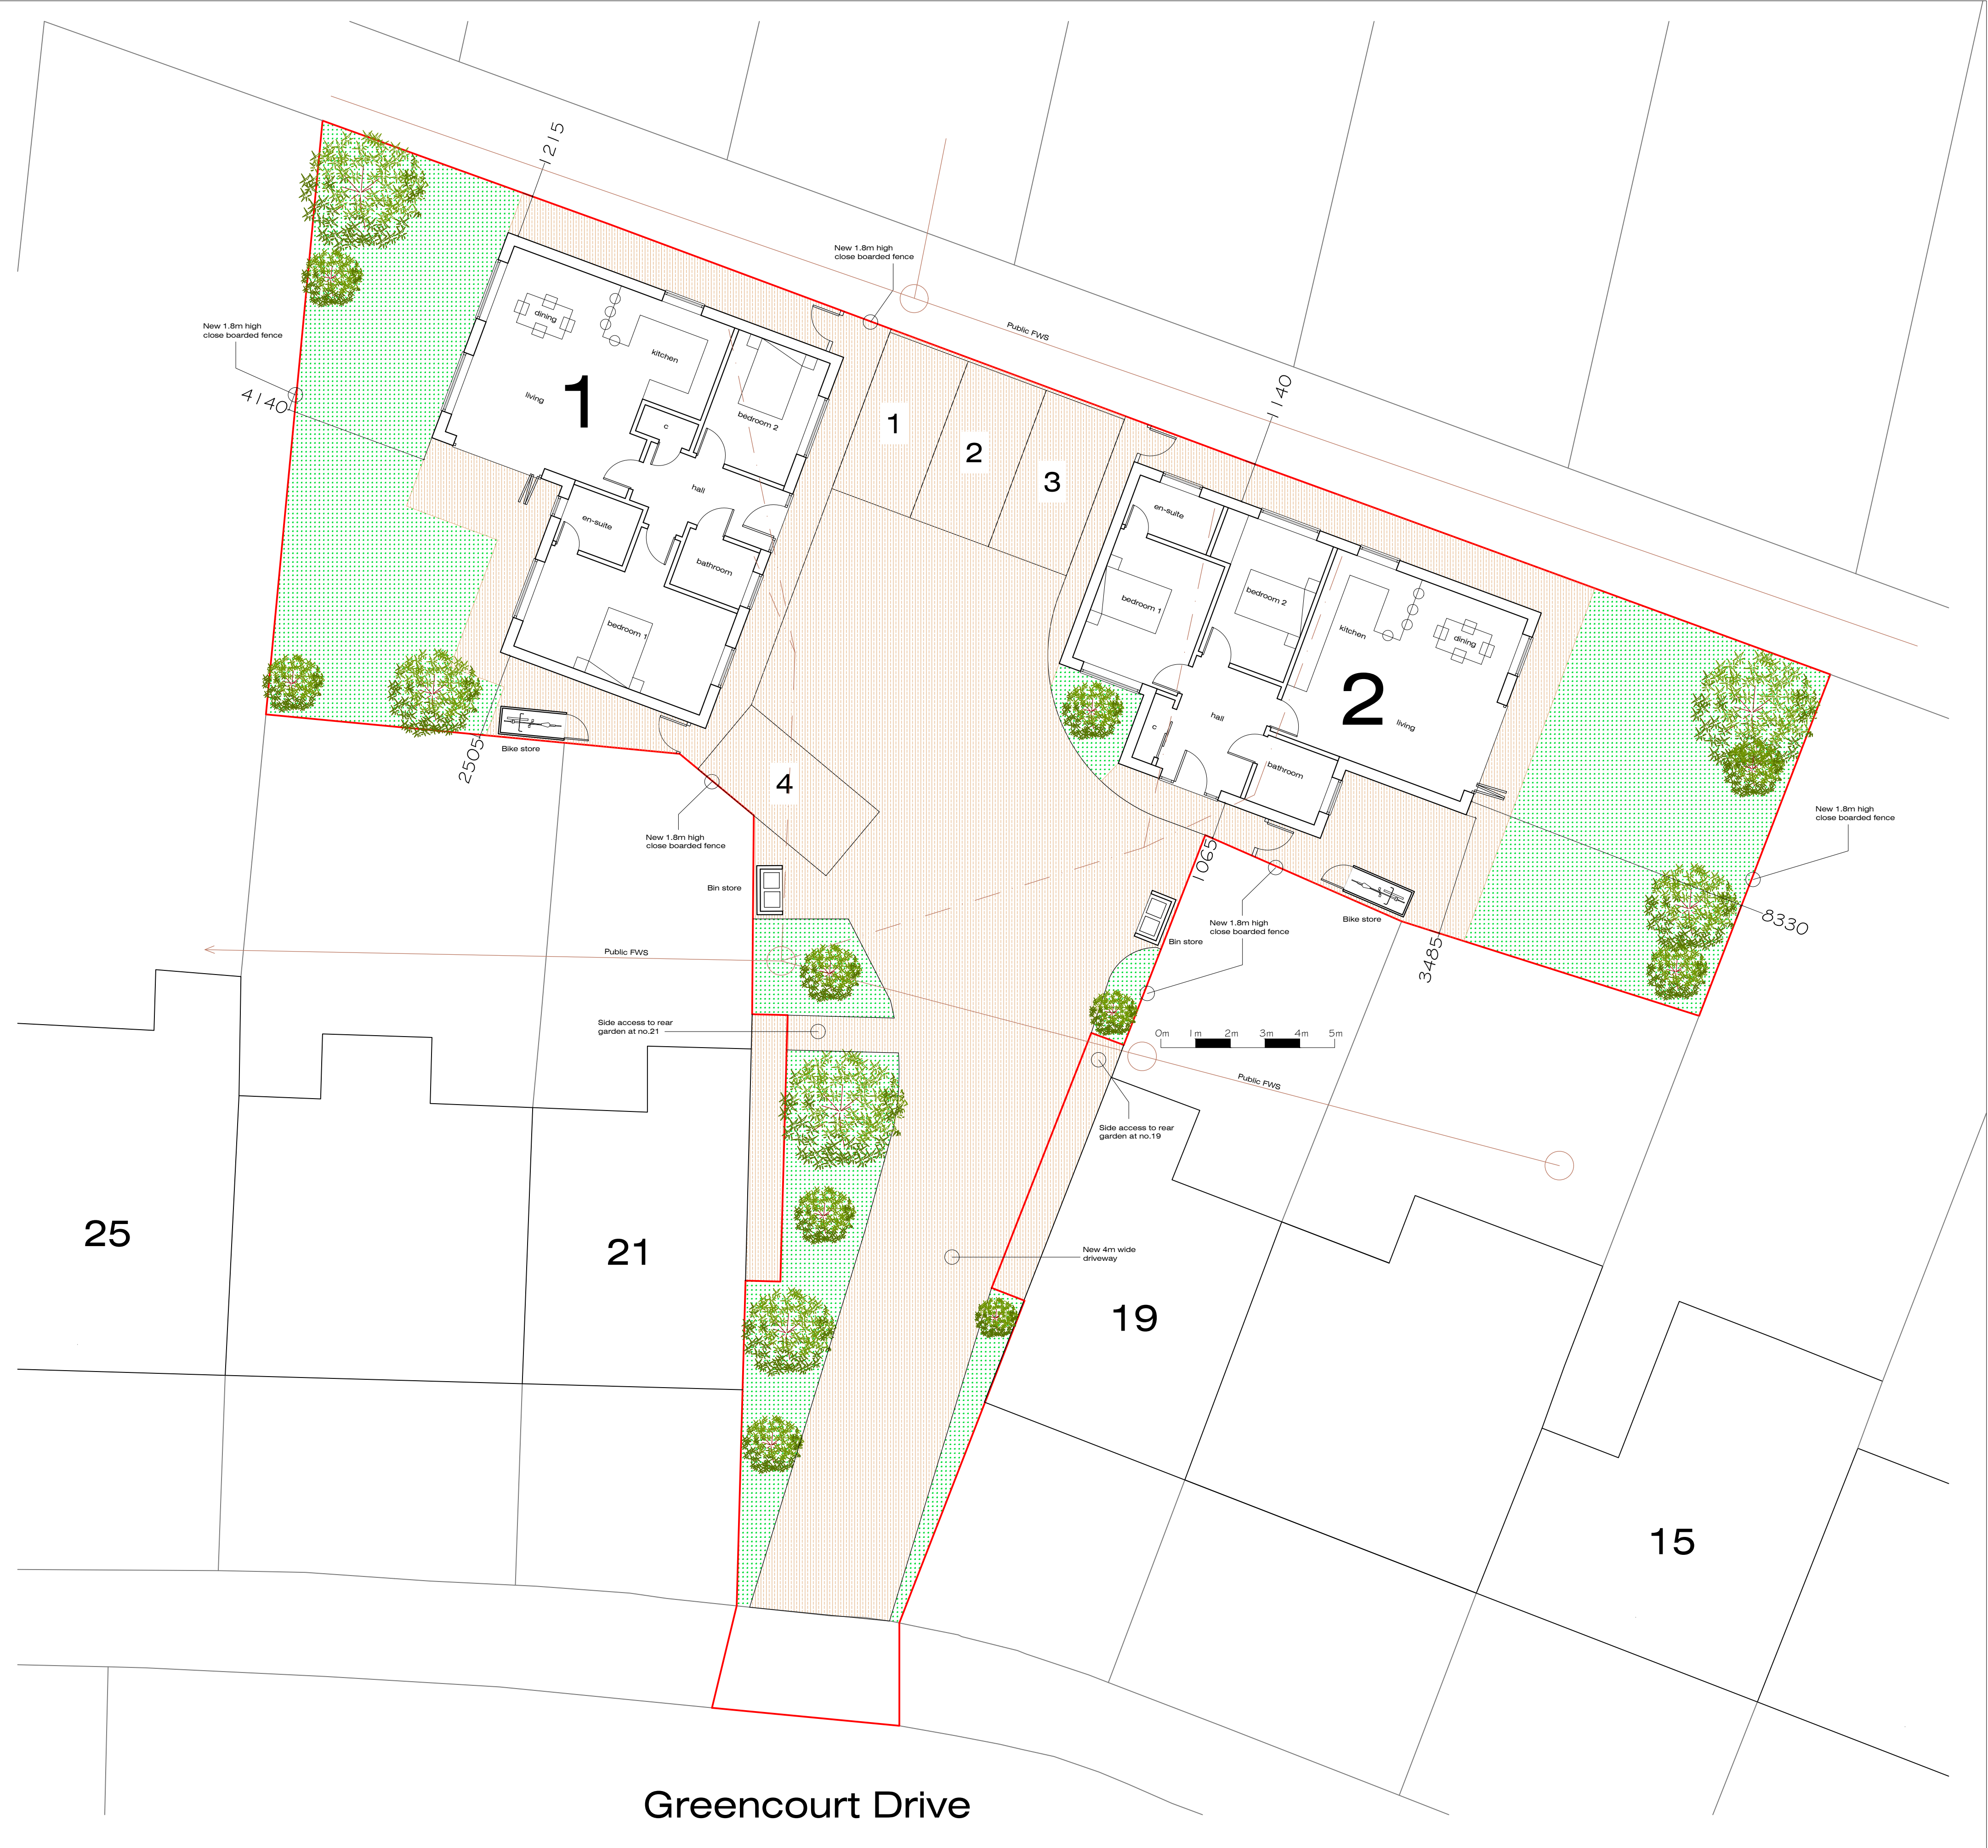 1215
New 1.8m high
close boarded fence
Public FWS
New 1.8m high
close boarded fence
4140
dining
kitchen
living
1
c
bedroom 2
hall
en-suite
bathroom
bedroom 1
1
2
3
1140
en-suite
bedroom 1
bedroom 2
kitchen
dining
2
living
hall
c
bathroom
2505
Bike store
4
New 1.8m high
close boarded fence
New 1.8m high
close boarded fence
1065
Bin store
Bike store
8330
New 1.8m high
close boarded fence
3485
Bin store
Public FWS
Side access to rear
garden at no.21
0m 1m 2m 3m 4m 5m
Public FWS
Side access to rear
garden at no.19
25
21
New 4m wide
driveway
19
15
Greencourt Drive